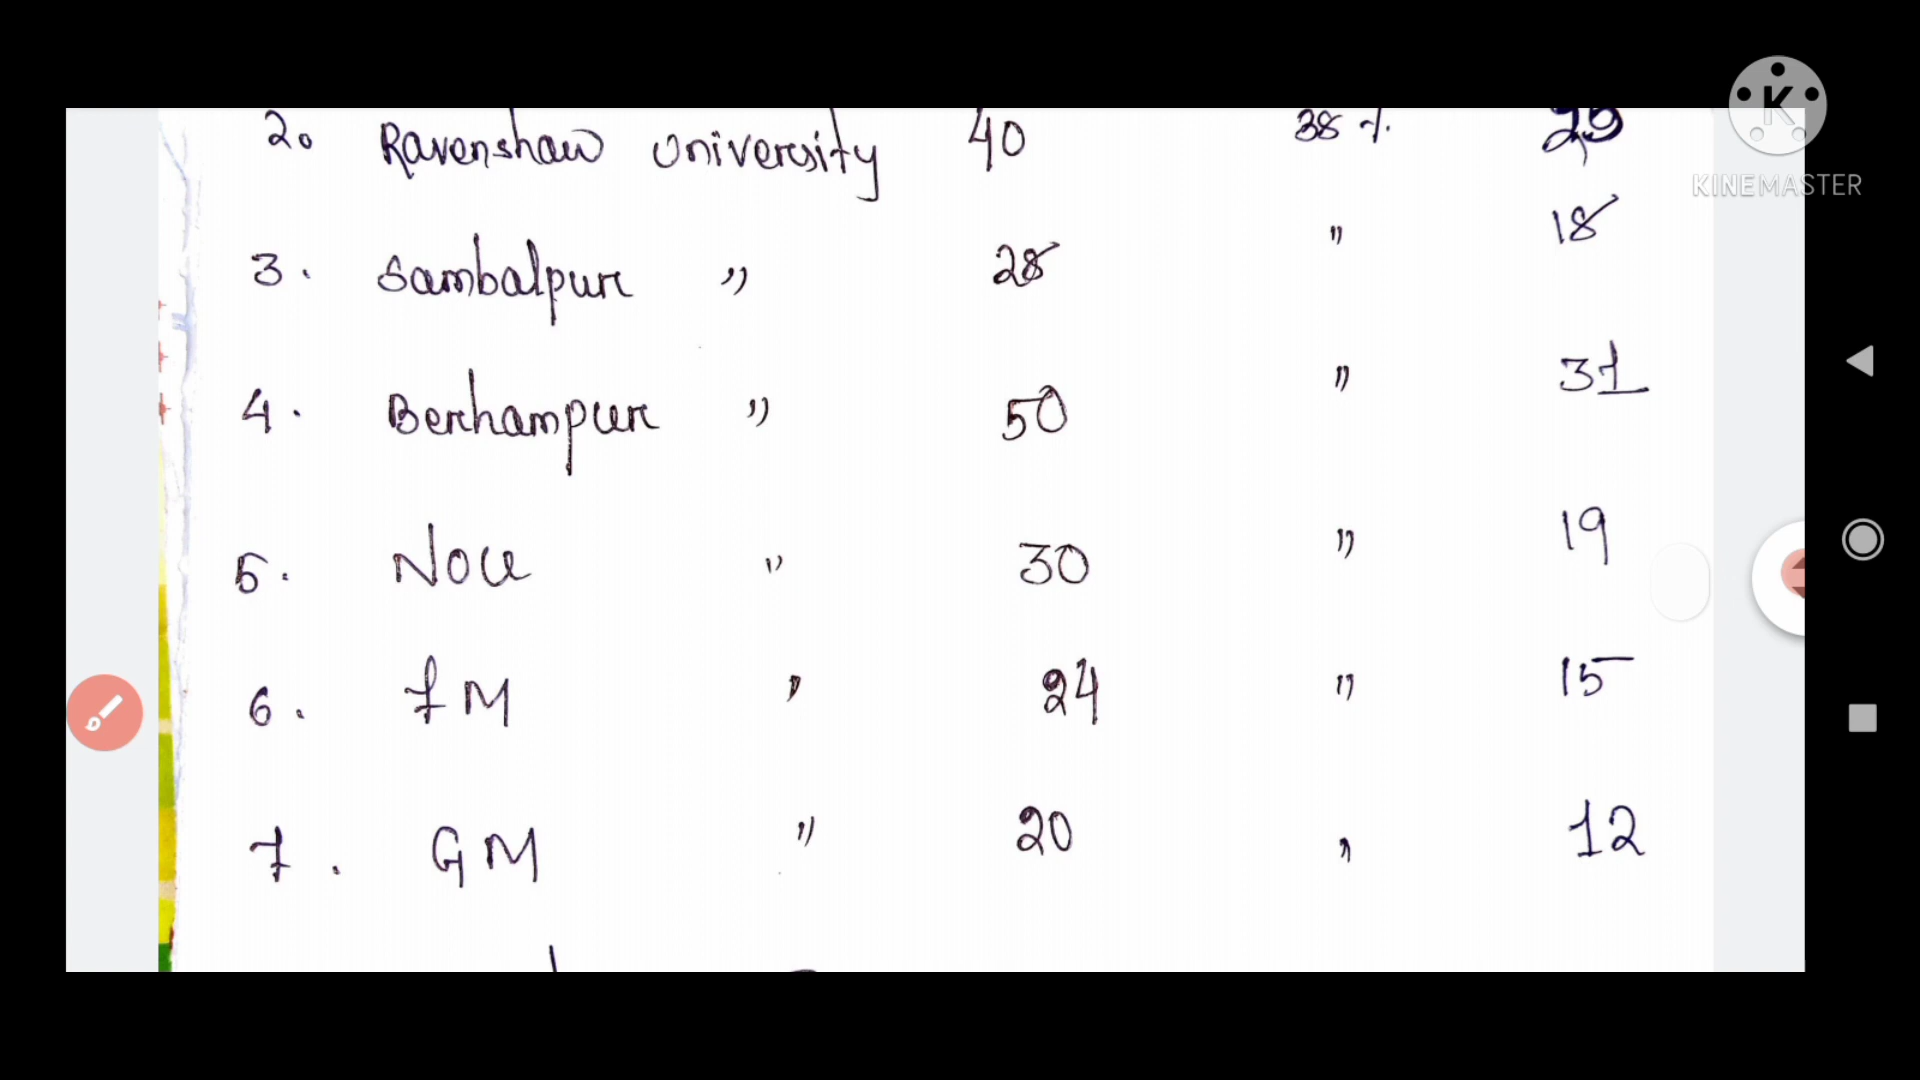 2. Ravenshaw University 40 38 %. 25
3. Sambalpur " 28 " 18
4. Berhampur " 50 " 31
5. NOU " 30 " 19
6. FM " 24 " 15
7. GM " 20 " 12
K
KINEMASTER